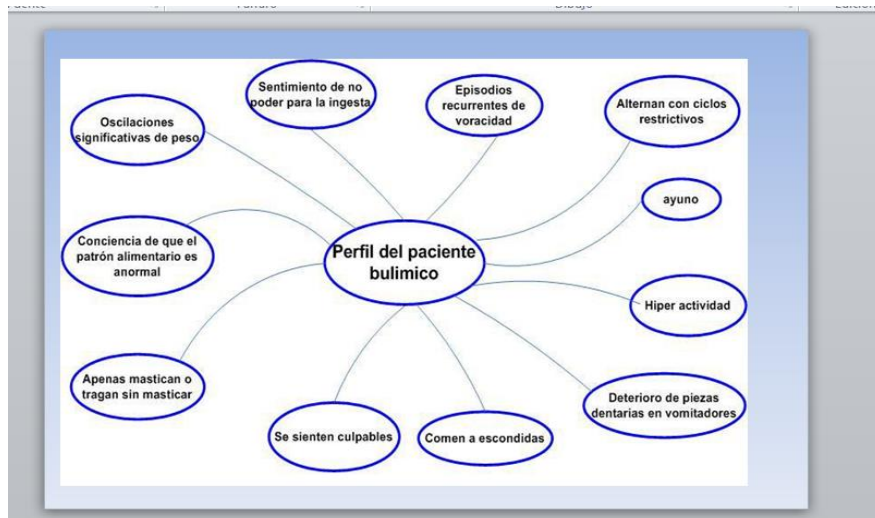 Sentimiento de no
poder para la ingesta
Episodios
recurrentes de
voracidad
Alternan con ciclos
restrictivos
Oscilaciones
significativas de peso
ayuno
Conciencia de que el
patrón alimentario es
anormal
Perfil del paciente
bulimico
Hiper actividad
Apenas mastican o
tragan sin masticar
Deterioro de piezas
dentarias en vomitadores
Se sienten culpables
Comen a escondidas